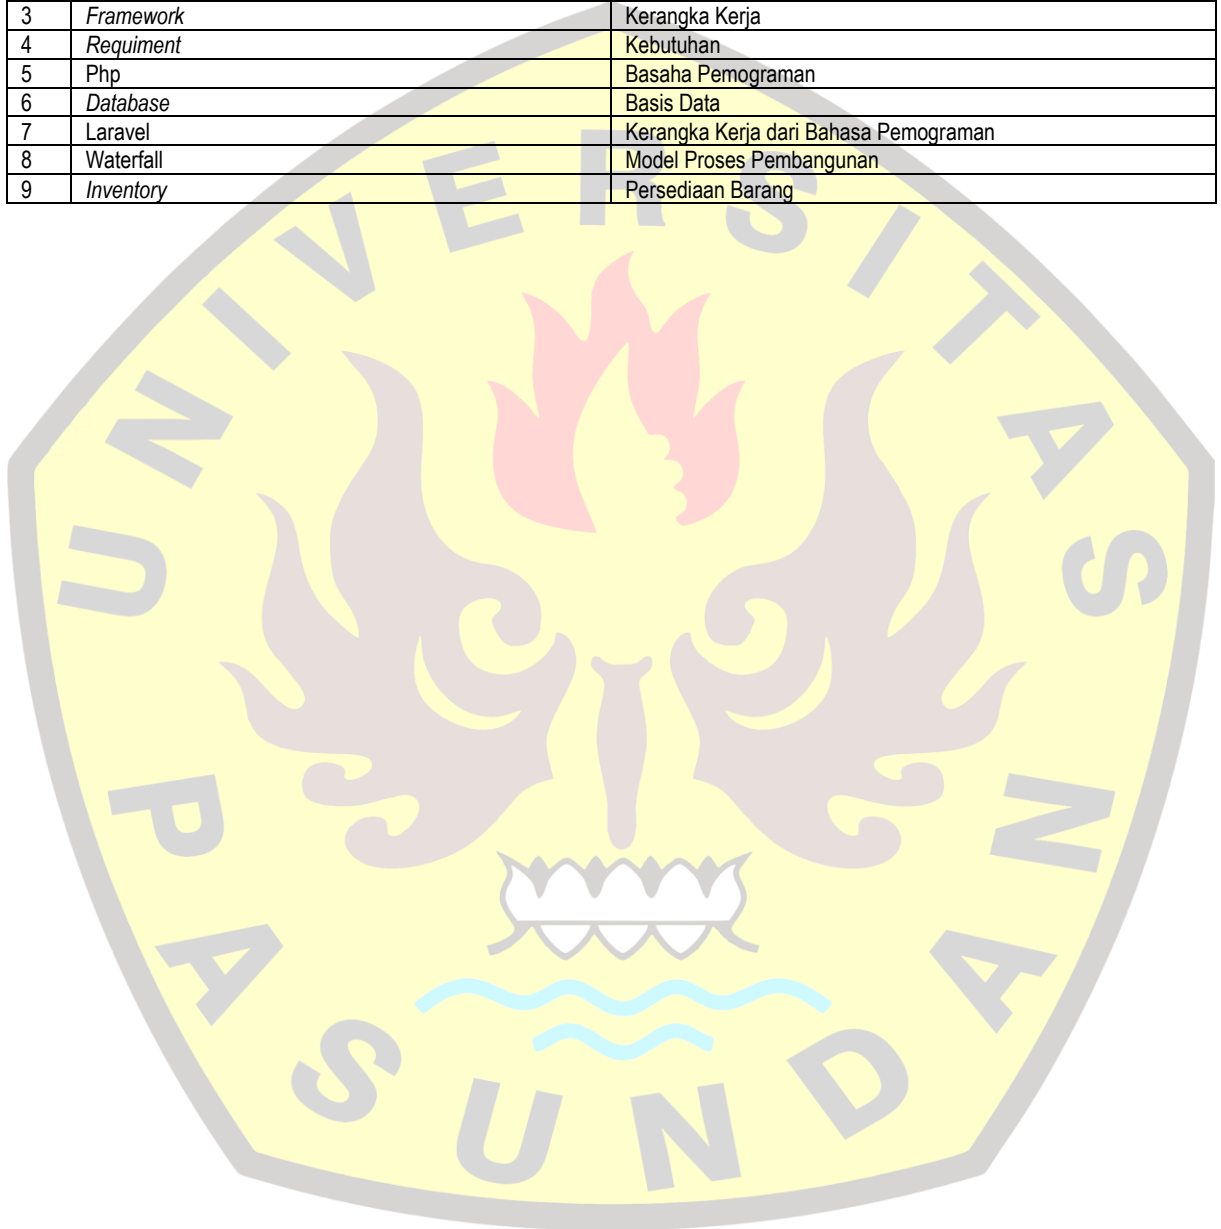 3 Framework Kerangka Kerja
4 Requiment Kebutuhan
5 Php Basaha Pemograman
6 Database Basis Data
7 Laravel Kerangka Kerja dari Bahasa Pemograman
8 Waterfall Model Proses Pembangunan
9 Inventory Persediaan Barang
UNIVERSITAS
PASUNDAN